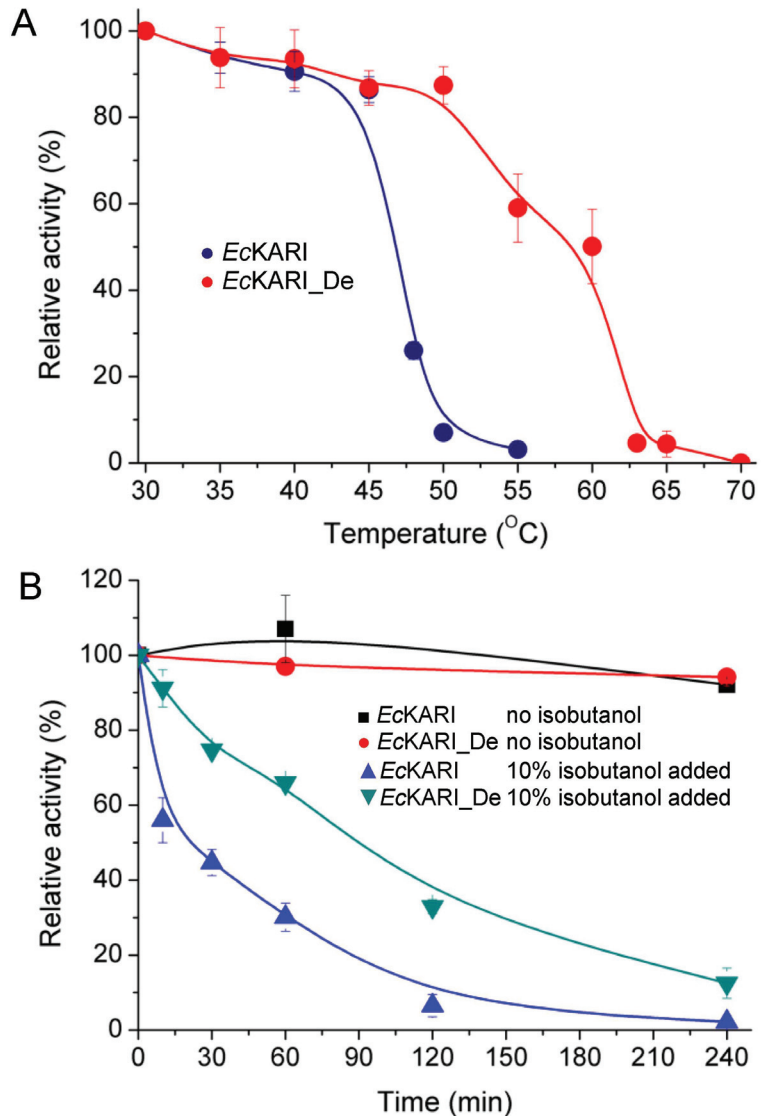 A
100
80
60
40
20
0
Relative activity (%)
EcKARI
EcKARI_De
30 35 40 45 50 55 60 65 70
Temperature (OC)
B
120
100
80
60
40
20
0
Relative activity (%)
EcKARI no isobutanol
EcKARI_De no isobutanol
EcKARI 10% isobutanol added
EcKARI_De 10% isobutanol added
0 30 60 90 120 150 180 210 240
Time (min)